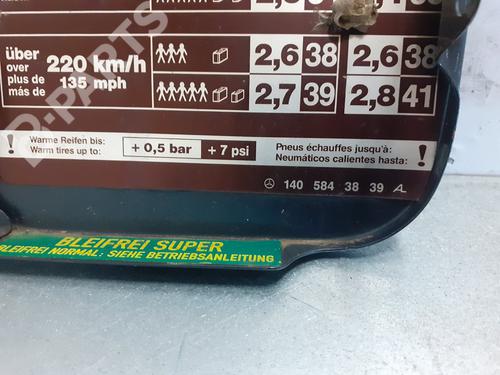 über
over
plus de
más de
220 km/h
135 mph
2,6 38 2,6 38
2,7 39 2,8 41
! Warme Reifen bis:
Warm tires up to:
+ 0,5 bar + 7 psi
Pneus échauffes jusqu'à:
Neumáticos calientes hasta: !
140 584 38 39 A
BLEIFREI SUPER
BLEIFREI NORMAL: SIEHE BETRIEBSANLEITUNG
B-PARTS